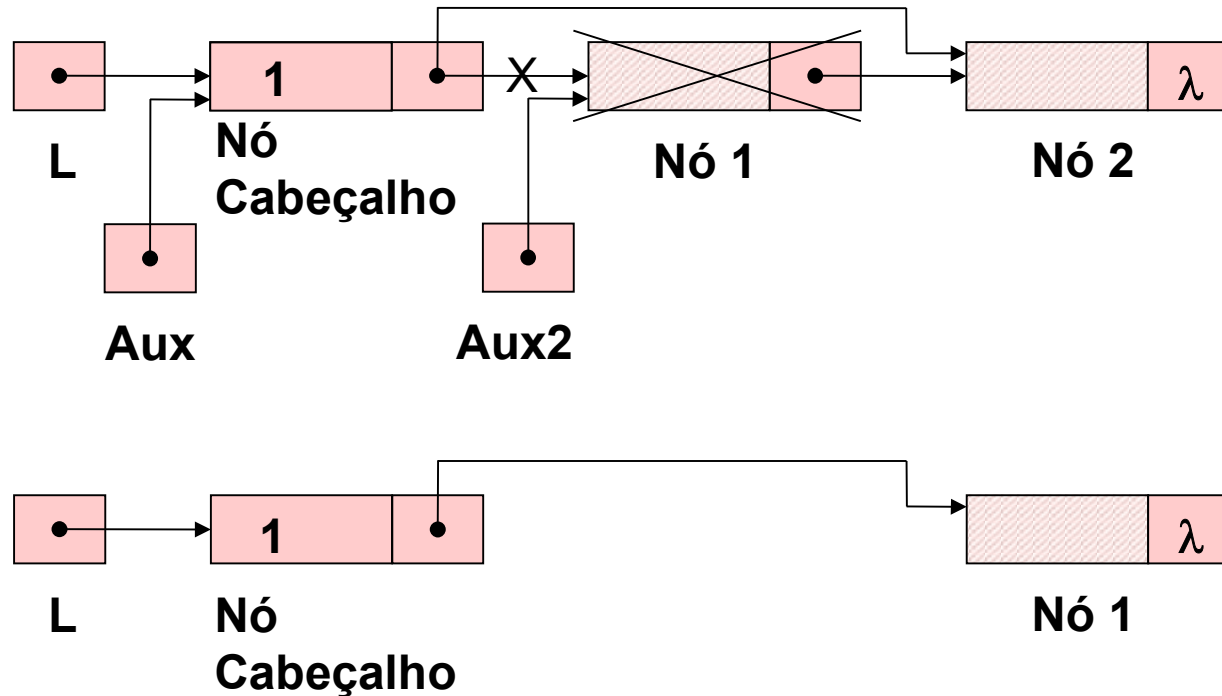 1
X
λ
L
Nó
Cabeçalho
Nó 1
Nó 2
Aux
Aux2
1
λ
L
Nó
Cabeçalho
Nó 1